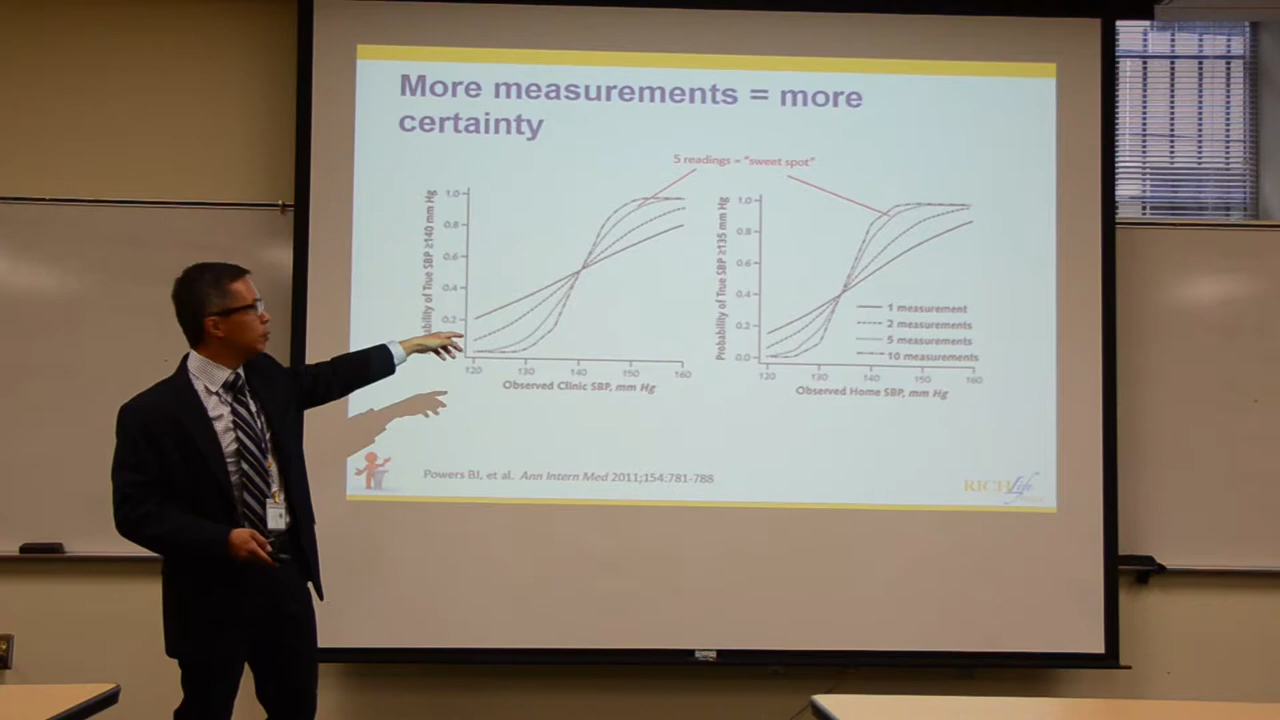 More measurements = more
certainty
5 readings = "sweet spot"
ability of True SBP ≥140 mm Hg
1.0
0.8
0.6
0.4
0.2
120 130 140 150 160
Observed Clinic SBP, mm Hg
Probability of True SBP ≥135 mm Hg
1.0
0.8
0.6
0.4
0.2
0.0
1 measurement
2 measurements
5 measurements
10 measurements
120 130 140 150 160
Observed Home SBP, mm Hg
Powers BJ, et al. Ann Intern Med 2011;154:781-788
RICH Life